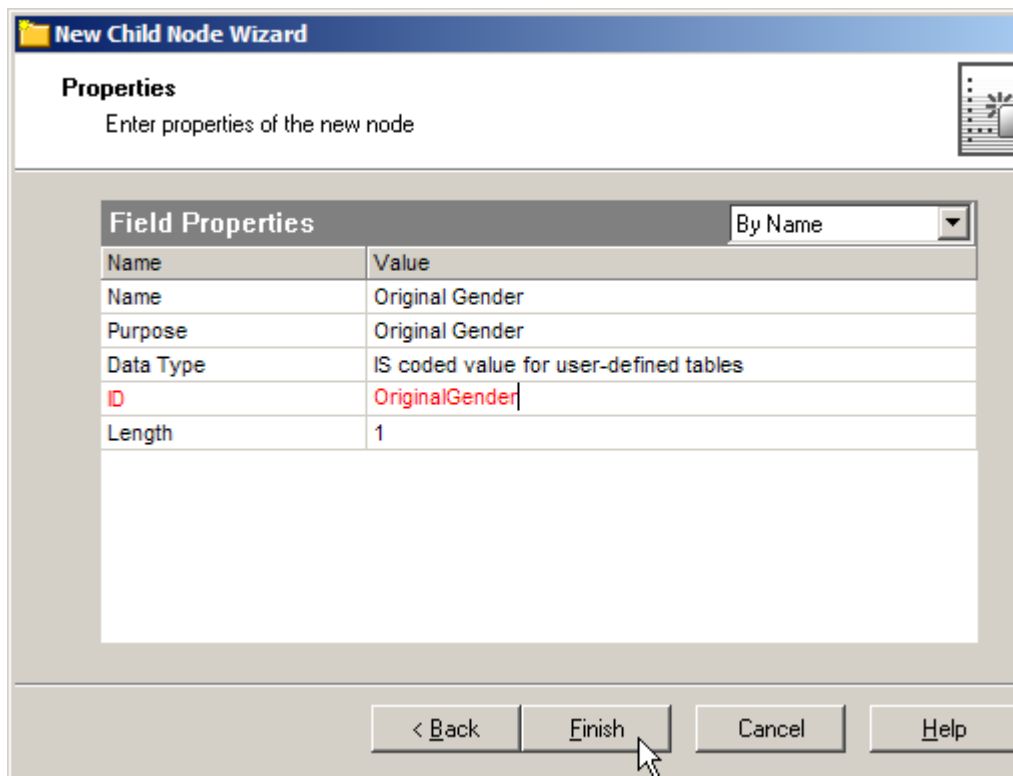 New Child Node Wizard
Properties
Enter properties of the new node
Field Properties By Name
Name Value
Name Original Gender
Purpose Original Gender
Data Type IS coded value for user-defined tables
ID OriginalGender
Length 1
< Back Finish Cancel Help